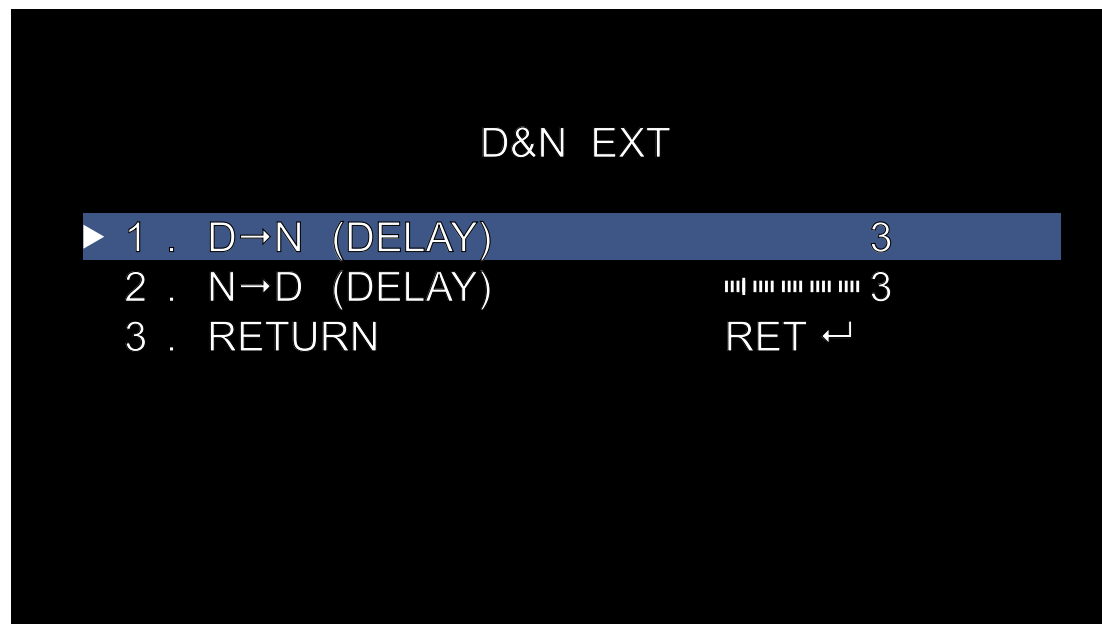 D&N EXT
1 . D→N (DELAY) 3
2 . N→D (DELAY) 3
3 . RETURN RET ↵